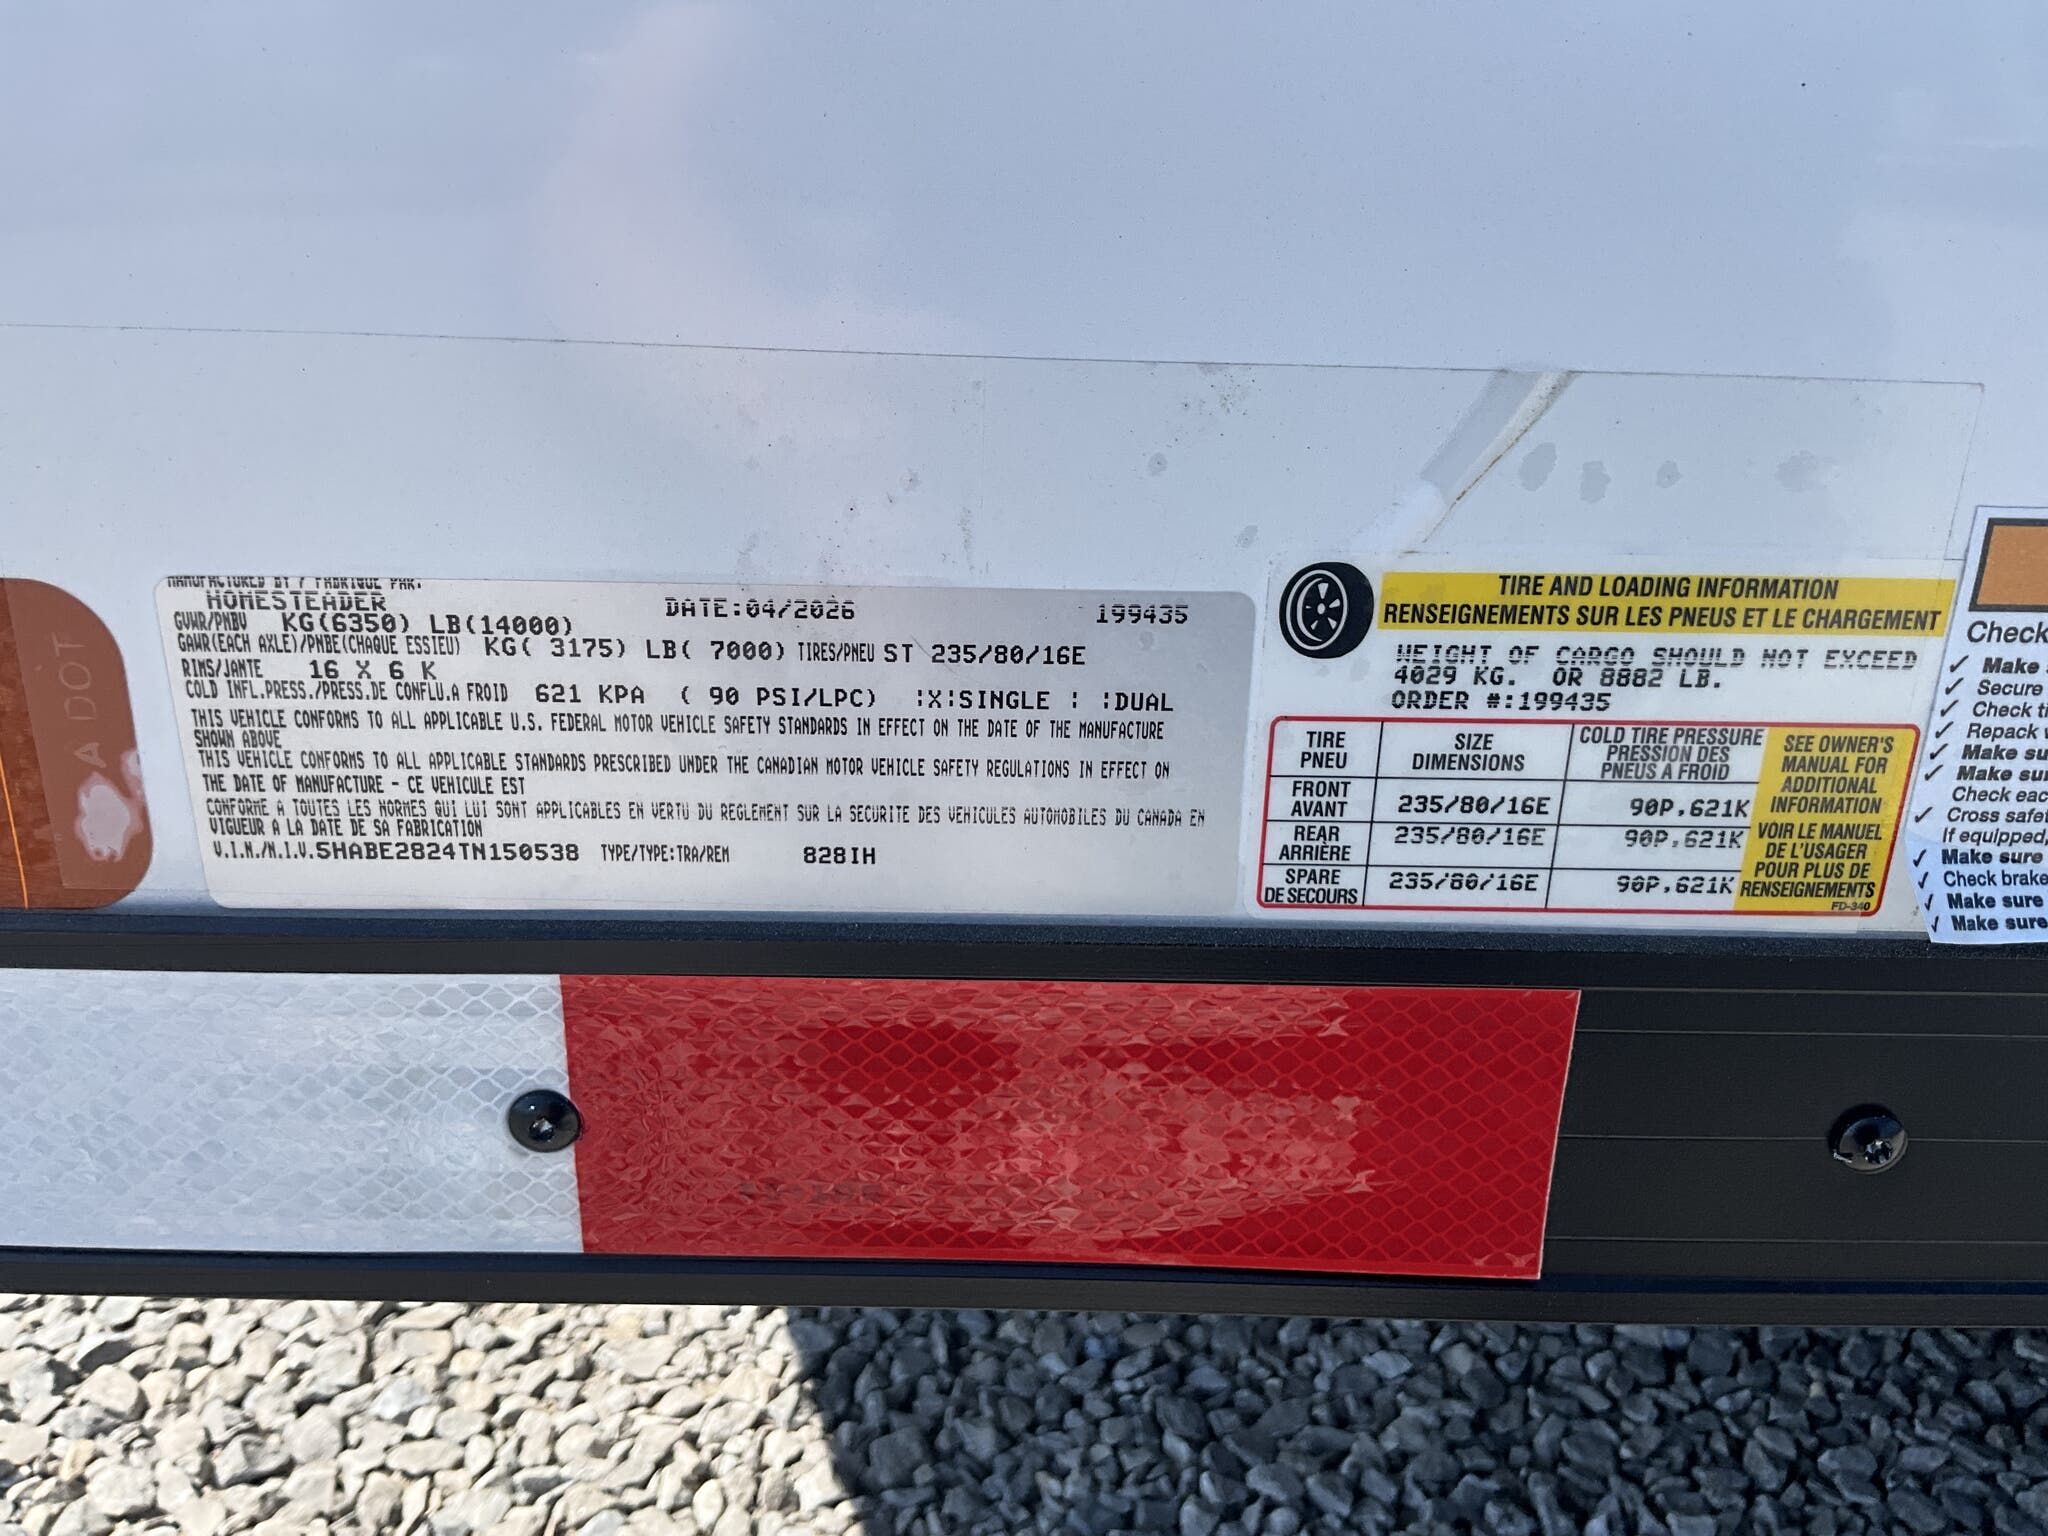 MANUFACTURED BY / FABRIQUE PAR:
HOMESTEADER DATE:04/2026 199435
GVWR/PNBV KG(6350) LB(14000)
GAWR(EACH AXLE)/PNBE(CHAQUE ESSIEU) KG( 3175) LB( 7000) TIRES/PNEU ST 235/80/16E
RIMS/JANTE 16 X 6 K
COLD INFL.PRESS./PRESS.DE CONFLU.A FROID 621 KPA ( 90 PSI/LPC) :X:SINGLE : :DUAL
THIS VEHICLE CONFORMS TO ALL APPLICABLE U.S. FEDERAL MOTOR VEHICLE SAFETY STANDARDS IN EFFECT ON THE DATE OF THE MANUFACTURE
SHOWN ABOVE
THIS VEHICLE CONFORMS TO ALL APPLICABLE STANDARDS PRESCRIBED UNDER THE CANADIAN MOTOR VEHICLE SAFETY REGULATIONS IN EFFECT ON
THE DATE OF MANUFACTURE - CE VEHICULE EST
CONFORME A TOUTES LES NORMES QUI LUI SONT APPLICABLES EN VERTU DU REGLEMENT SUR LA SECURITE DES VEHICULES AUTOMOBILES DU CANADA EN
VIGUEUR A LA DATE DE SA FABRICATION
V.I.N./N.I.V.5HABE2824TN150538 TYPE/TYPE:TRA/REM 828IH
A DOT
TIRE AND LOADING INFORMATION
RENSEIGNEMENTS SUR LES PNEUS ET LE CHARGEMENT
WEIGHT OF CARGO SHOULD NOT EXCEED
4029 KG. OR 8882 LB.
ORDER #:199435
TIRE PNEU SIZE DIMENSIONS COLD TIRE PRESSURE PRESSION DES PNEUS A FROID
FRONT AVANT 235/80/16E 90P,621K
REAR ARRIÈRE 235/80/16E 90P,621K
SPARE DE SECOURS 235/80/16E 90P,621K
SEE OWNER'S
MANUAL FOR
ADDITIONAL
INFORMATION
VOIR LE MANUEL
DE L'USAGER
POUR PLUS DE
RENSEIGNEMENTS
FD-340
Check
✓ Make
✓ Secure
✓ Check
✓ Repack
✓ Make
✓ Make
Check
✓ Cross
If equipped,
✓ Make sure
✓ Check brake
✓ Make sure
✓ Make sure